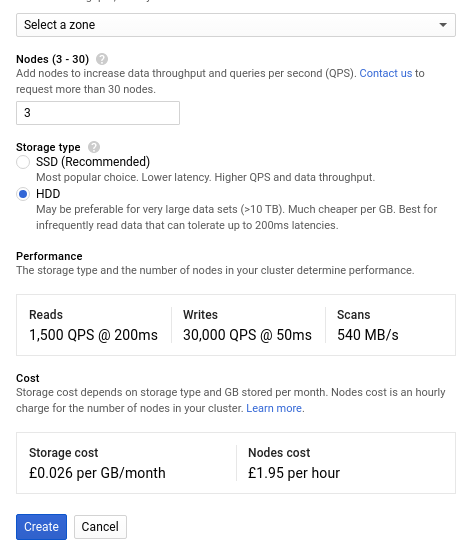 Select a zone
Nodes (3 - 30) ?
Add nodes to increase data throughput and queries per second (QPS). Contact us to
request more than 30 nodes.
3
Storage type ?
SSD (Recommended)
Most popular choice. Lower latency. Higher QPS and data throughput.
HDD
May be preferable for very large data sets (>10 TB). Much cheaper per GB. Best for
infrequently read data that can tolerate up to 200ms latencies.
Performance
The storage type and the number of nodes in your cluster determine performance.
Reads Writes Scans
1,500 QPS @ 200ms 30,000 QPS @ 50ms 540 MB/s
Cost
Storage cost depends on storage type and GB stored per month. Nodes cost is an hourly
charge for the number of nodes in your cluster. Learn more.
Storage cost Nodes cost
£0.026 per GB/month £1.95 per hour
Create Cancel